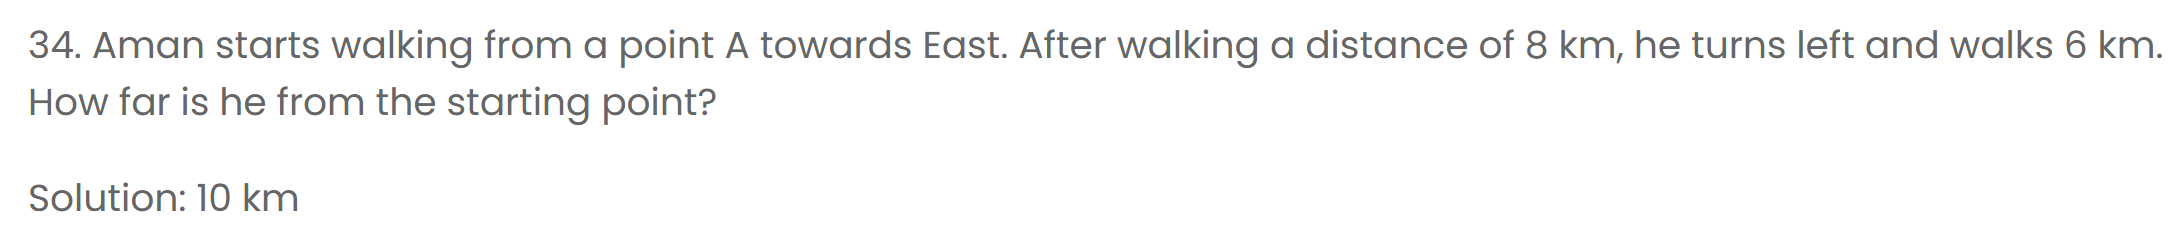 34. Aman starts walking from a point A towards East. After walking a distance of 8 km, he turns left and walks 6 km.
How far is he from the starting point?
Solution: 10 km